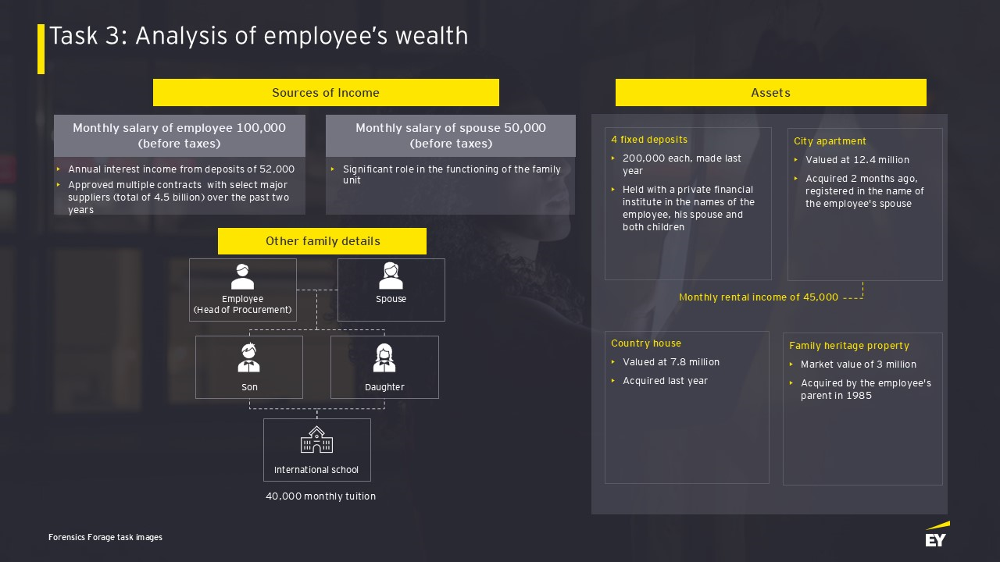 Task 3: Analysis of employee's wealth
Sources of Income
Monthly salary of employee 100,000
(before taxes)
Annual interest income from deposits of 52,000
Approved multiple contracts with select major
suppliers (total of 4.5 billion) over the past two
years
Monthly salary of spouse 50,000
(before taxes)
Significant role in the functioning of the family
unit
Other family details
Employee
(Head of Procurement)
Spouse
Son
Daughter
International school
40,000 monthly tuition
Assets
4 fixed deposits
200,000 each, made last
year
Held with a private financial
institute in the names of the
employee, his spouse and
both children
City apartment
Valued at 12.4 million
Acquired 2 months ago,
registered in the name of
the employee's spouse
Monthly rental income of 45,000
Country house
Valued at 7.8 million
Acquired last year
Family heritage property
Market value of 3 million
Acquired by the employee's
parent in 1985
Forensics Forage task images
EY